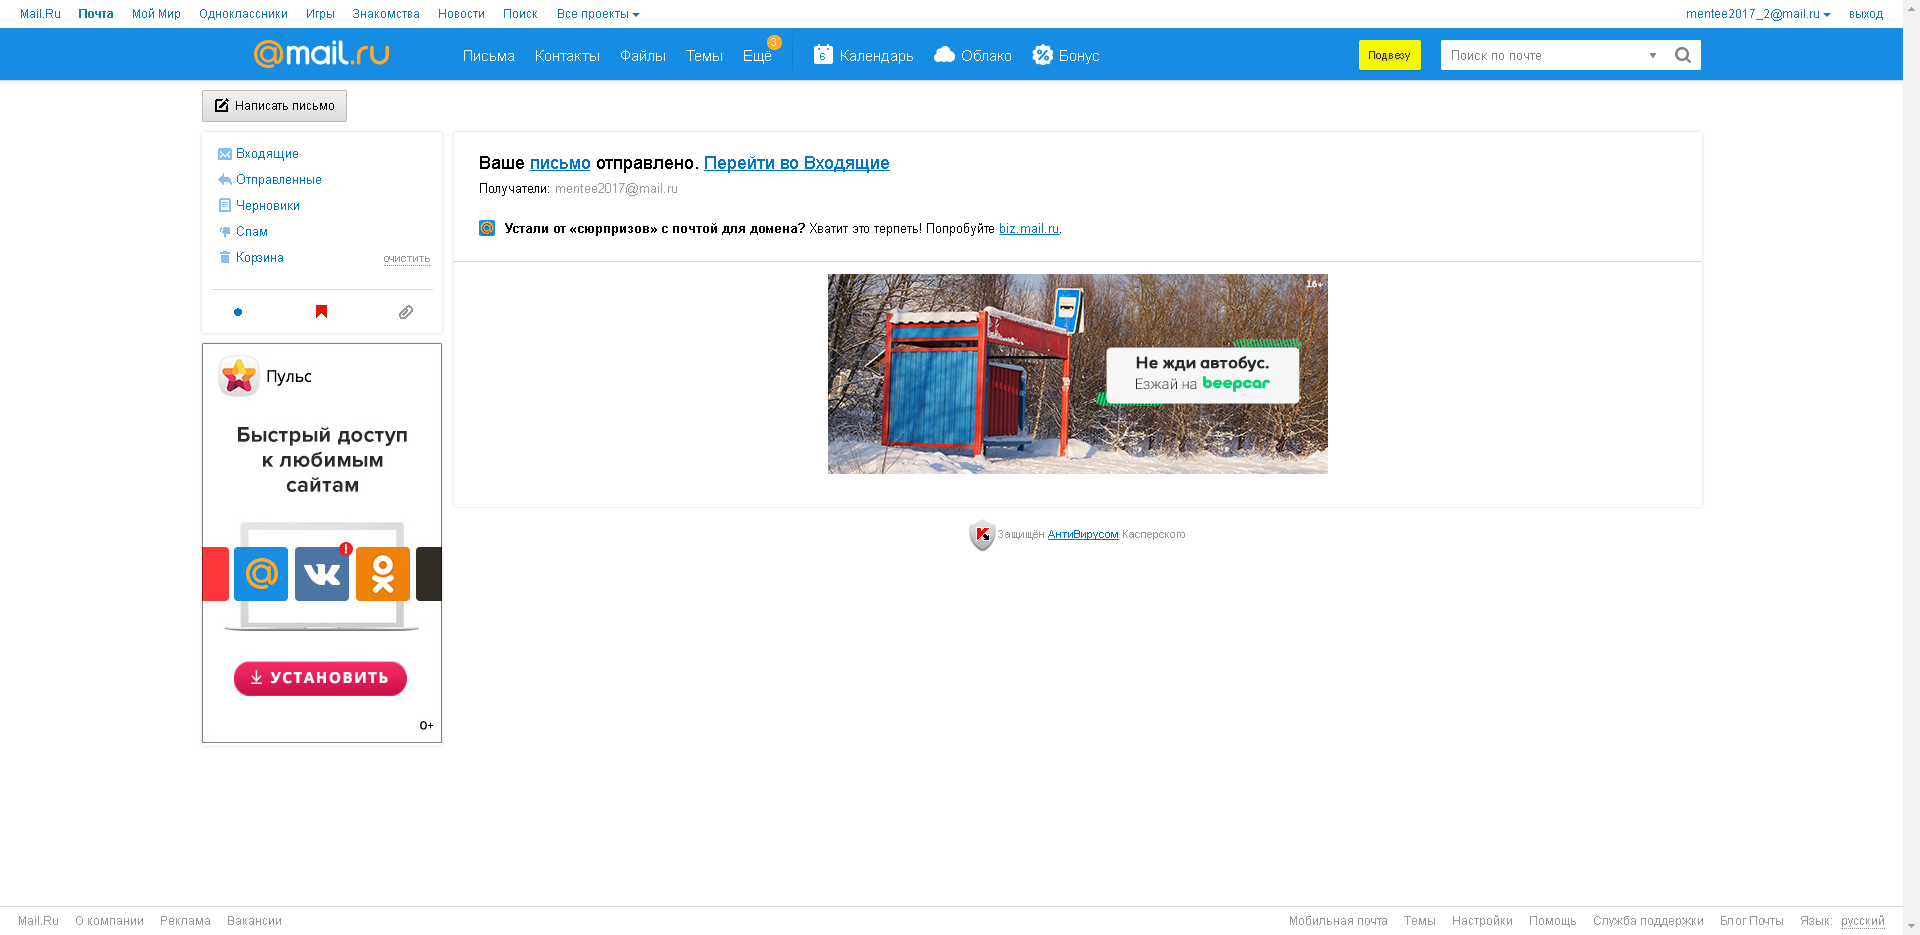 Mail.Ru Почта Мой Мир Одноклассники Игры Знакомства Новости Поиск Все проекты mentee2017_2@mail.ru выход
@mail.ru Письма Контакты Файлы Темы Ещё 3 6 Календарь Облако Бонус Подвезу Поиск по почте
Написать письмо
Входящие
Отправленные
Черновики
Спам
Корзина очистить
Ваше письмо отправлено. Перейти во Входящие
Получатели: mentee2017@mail.ru
Устали от «сюрпризов» с почтой для домена? Хватит это терпеть! Попробуйте biz.mail.ru.
16+
Не жди автобус.
Езжай на beepcar
Защищён АнтиВирусом Касперского
Пульс
Быстрый доступ
к любимым
сайтам
УСТАНОВИТЬ
0+
Mail.Ru О компании Реклама Вакансии Мобильная почта Темы Настройки Помощь Служба поддержки Блог Почты Язык: русский